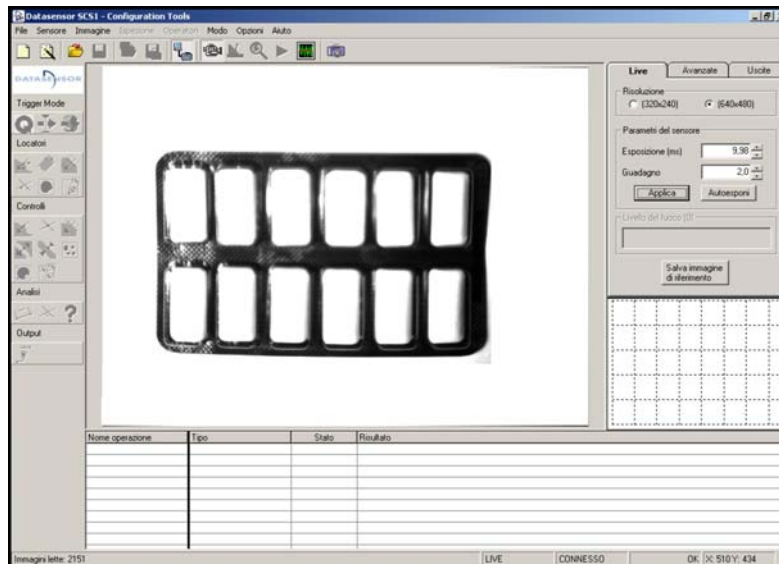 Datasensor SCS1 - Configuration Tools
File Sensore Immagine Ispezione Operatori Modo Opzioni Aiuto
DATASENSOR
Trigger Mode
Locatori
Controlli
Analisi
Output
Live Avanzate Uscite
Risoluzione
(320x240) (640x480)
Parametri del sensore
Esposizione (ms) 9.98
Guadagno 2.0
Applica Autoesponi
Livello del fuoco (0)
Salva immagine
di riferimento
Nome operazione Tipo Stato Risultato
Immagini lette: 2151 LIVE CONNESSO OK X: 510 Y: 434